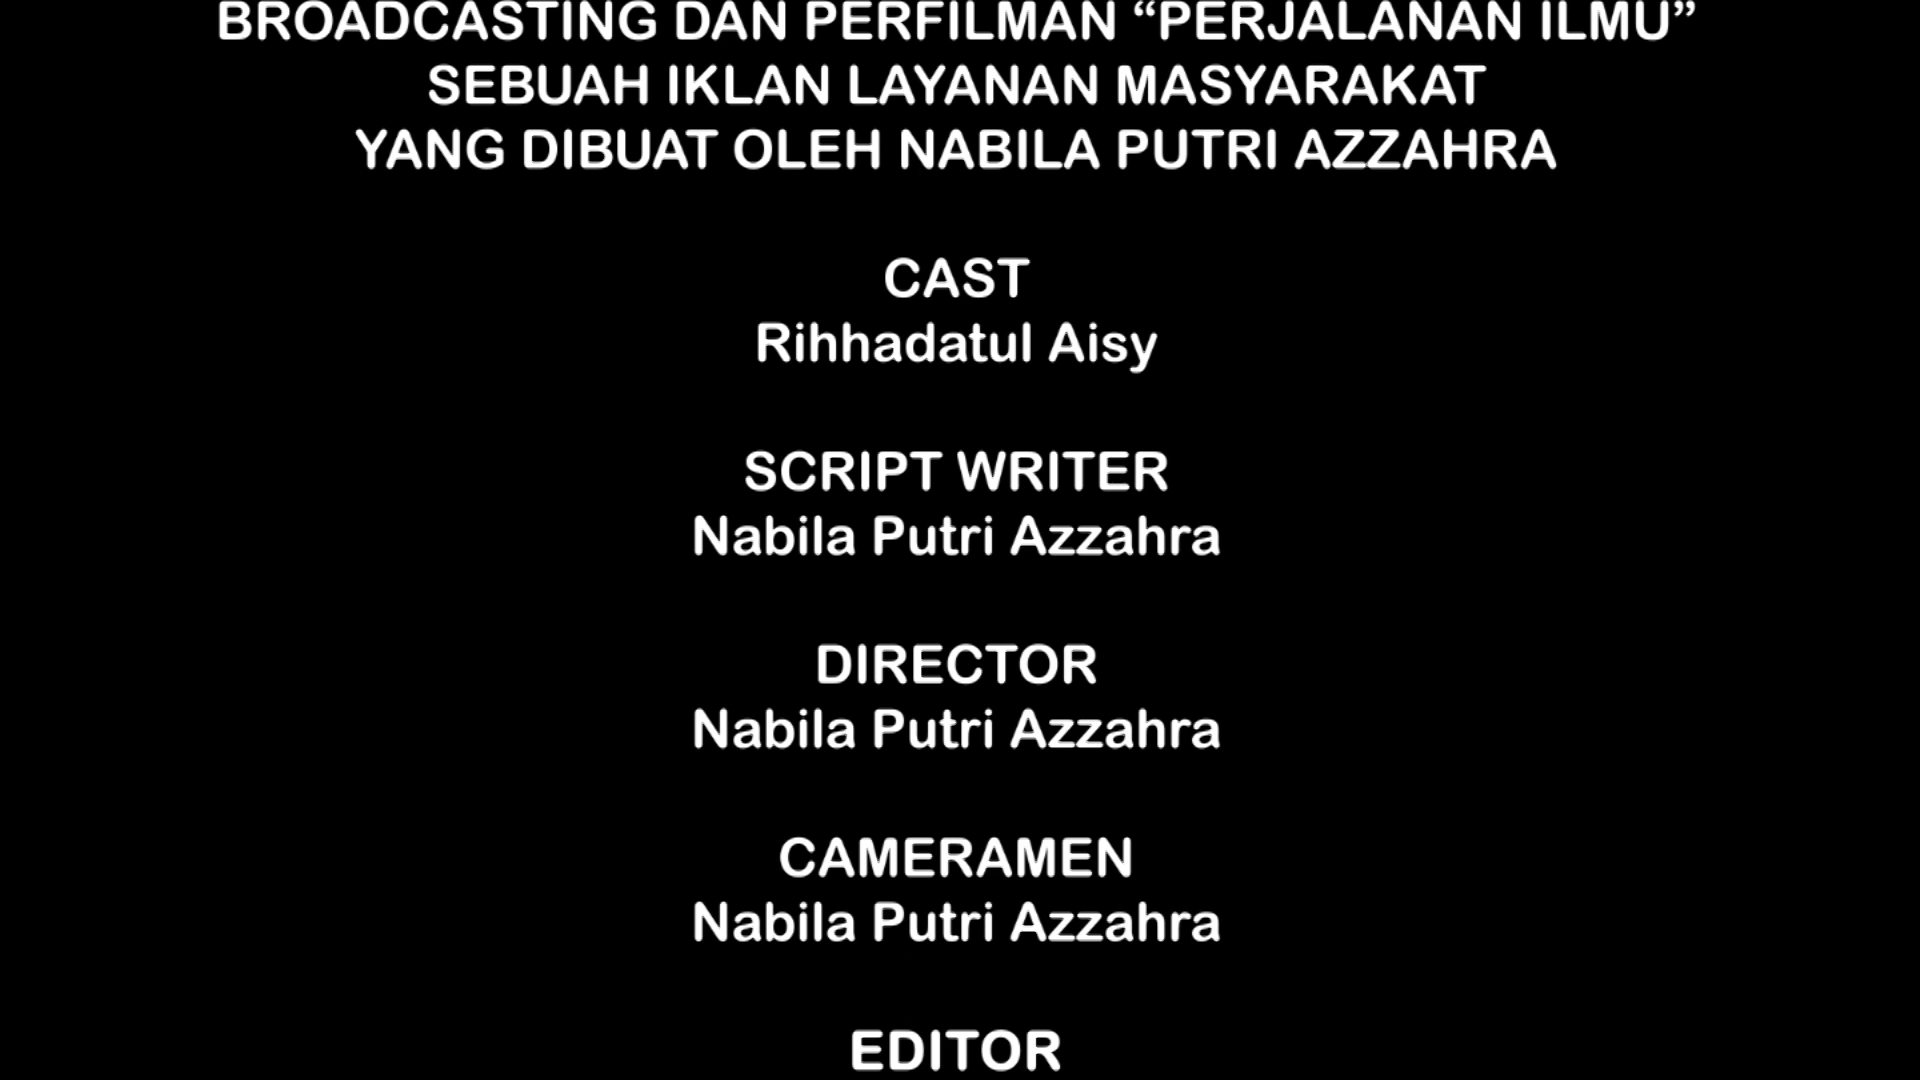 BROADCASTING DAN PERFILMAN “PERJALANAN ILMU”
SEBUAH IKLAN LAYANAN MASYARAKAT
YANG DIBUAT OLEH NABILA PUTRI AZZAHRA
CAST
Rihhadatul Aisy
SCRIPT WRITER
Nabila Putri Azzahra
DIRECTOR
Nabila Putri Azzahra
CAMERAMEN
Nabila Putri Azzahra
EDITOR